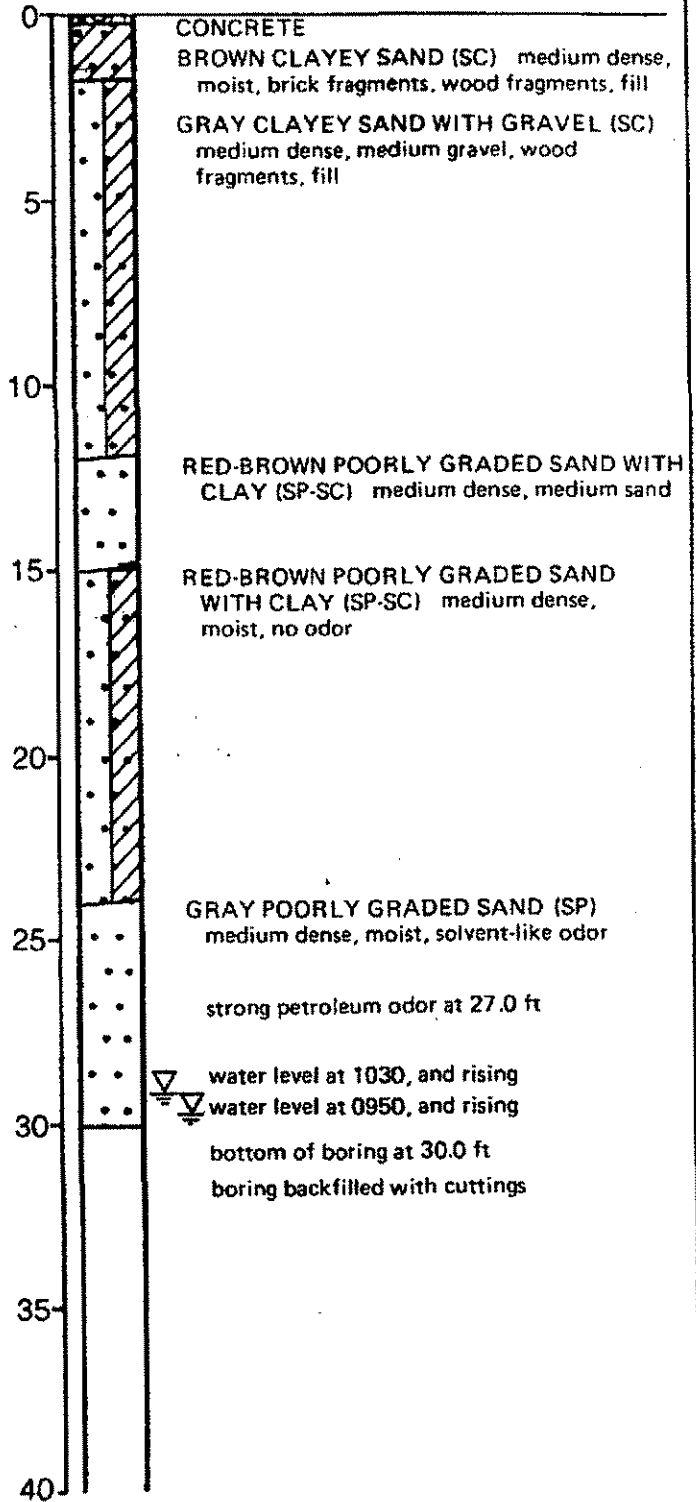 0
CONCRETE
BROWN CLAYEY SAND (SC) medium dense,
moist, brick fragments, wood fragments, fill
GRAY CLAYEY SAND WITH GRAVEL (SC)
medium dense, medium gravel, wood
fragments, fill
5
10
RED-BROWN POORLY GRADED SAND WITH
CLAY (SP-SC) medium dense, medium sand
15
RED-BROWN POORLY GRADED SAND
WITH CLAY (SP-SC) medium dense,
moist, no odor
20
GRAY POORLY GRADED SAND (SP)
25
medium dense, moist, solvent-like odor
strong petroleum odor at 27.0 ft
water level at 1030, and rising
water level at 0950, and rising
30
bottom of boring at 30.0 ft
boring backfilled with cuttings
35
40